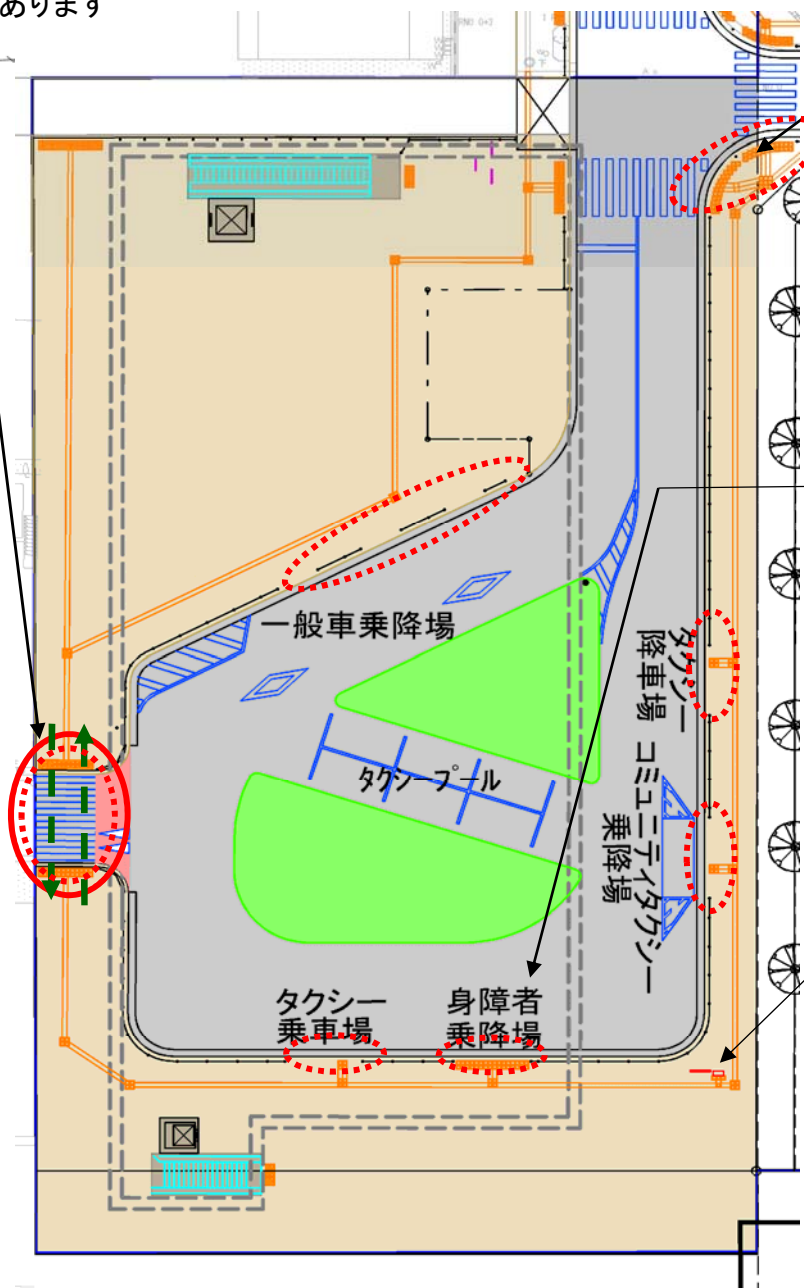 あります
一般車乗降場
タクシー
降車場
タクシープール
コミュニティタクシー
乗降場
タクシー
乗車場
身障者
乗降場